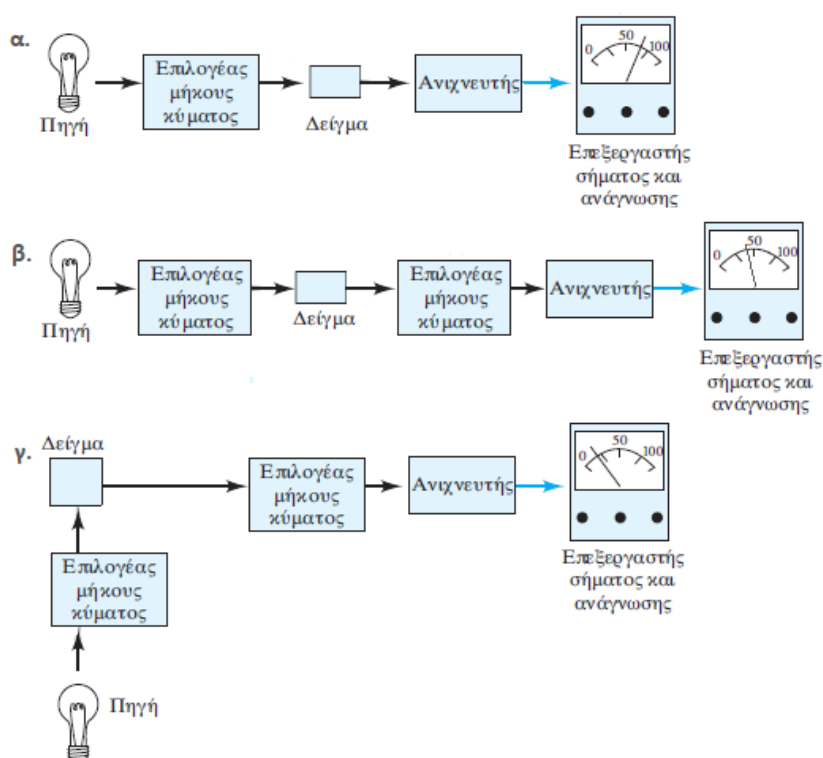 α.
Πηγή
Επιλογέας
μήκους
κύματος
Δείγμα
Ανιχνευτής
0 50 100
Επεξεργαστής
σήματος και
ανάγνωσης
β.
Πηγή
Επιλογέας
μήκους
κύματος
Δείγμα
Επιλογέας
μήκους
κύματος
Ανιχνευτής
0 50 100
Επεξεργαστής
σήματος και
ανάγνωσης
γ.
Δείγμα
Επιλογέας
μήκους
κύματος
Πηγή
Επιλογέας
μήκους
κύματος
Ανιχνευτής
0 50 100
Επεξεργαστής
σήματος και
ανάγνωσης